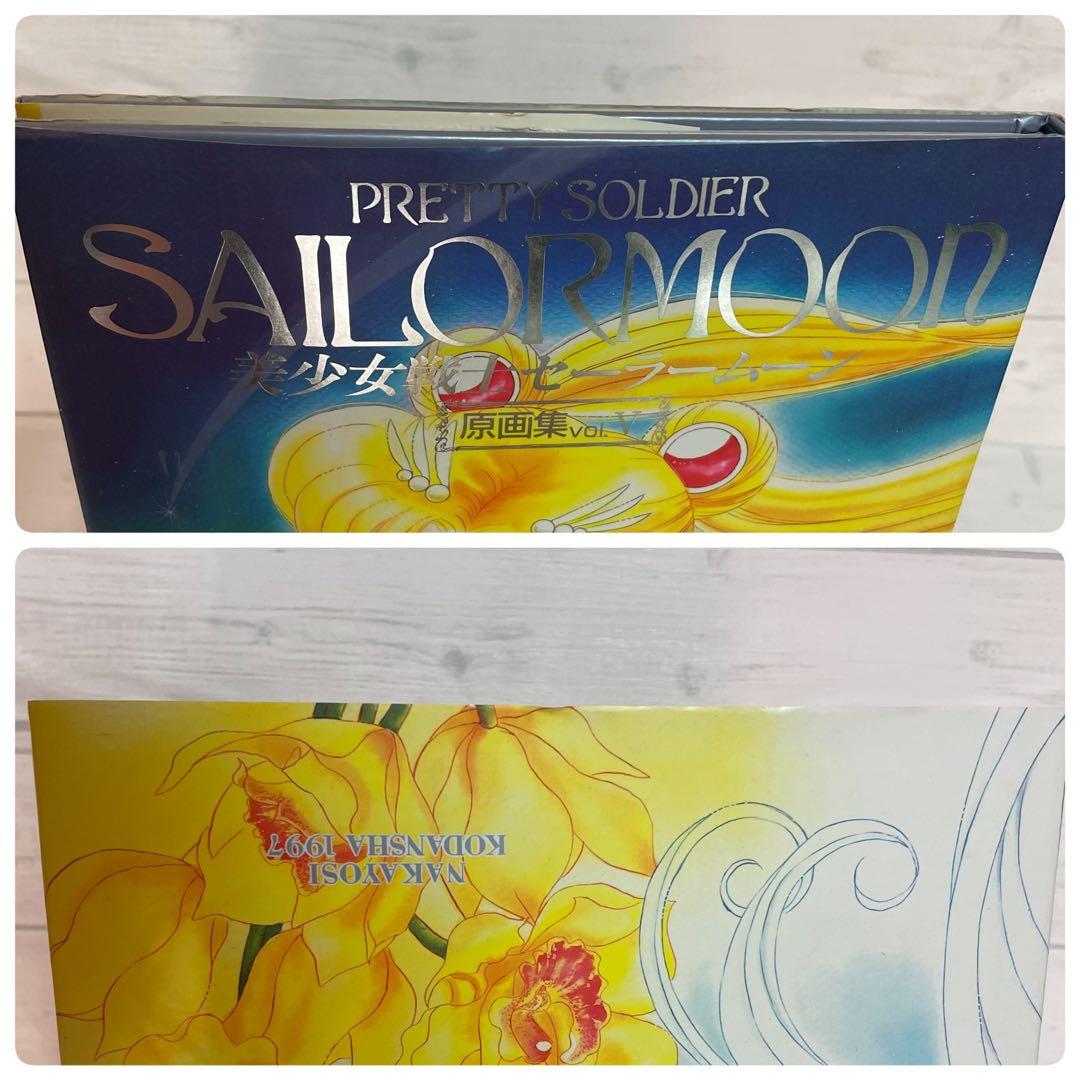 PRETTY SOLDIER
SAILORMOON
美少女戦士セーラームーン
原画集vol.V
NAKAYOSI
KODANSHA 1997